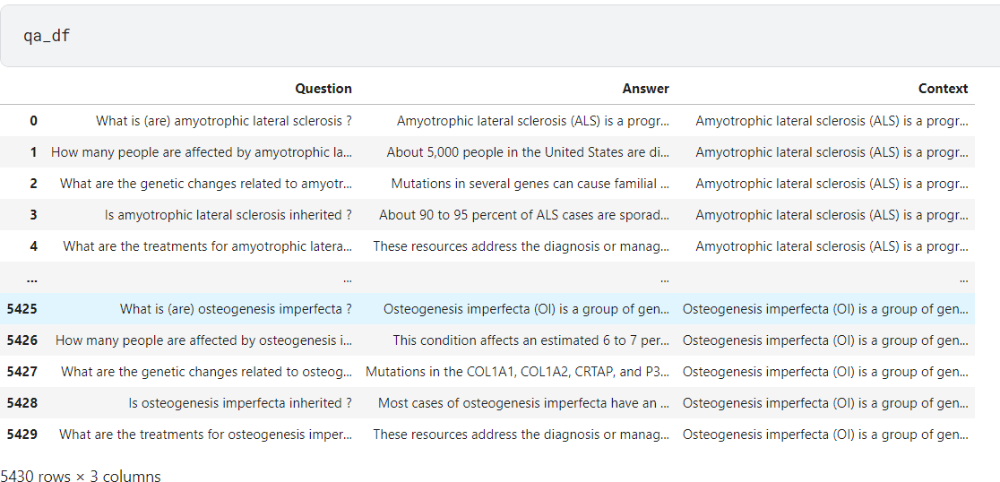 qa_df
Question Answer Context
0 What is (are) amyotrophic lateral sclerosis ? Amyotrophic lateral sclerosis (ALS) is a progr... Amyotrophic lateral sclerosis (ALS) is a progr...
1 How many people are affected by amyotrophic la... About 5,000 people in the United States are di... Amyotrophic lateral sclerosis (ALS) is a progr...
2 What are the genetic changes related to amyotr... Mutations in several genes can cause familial ... Amyotrophic lateral sclerosis (ALS) is a progr...
3 Is amyotrophic lateral sclerosis inherited ? About 90 to 95 percent of ALS cases are sporad... Amyotrophic lateral sclerosis (ALS) is a progr...
4 What are the treatments for amyotrophic latera... These resources address the diagnosis or manag... Amyotrophic lateral sclerosis (ALS) is a progr...
... ... ... ...
5425 What is (are) osteogenesis imperfecta ? Osteogenesis imperfecta (OI) is a group of gen... Osteogenesis imperfecta (OI) is a group of gen...
5426 How many people are affected by osteogenesis i... This condition affects an estimated 6 to 7 per... Osteogenesis imperfecta (OI) is a group of gen...
5427 What are the genetic changes related to osteog... Mutations in the COL1A1, COL1A2, CRTAP, and P3... Osteogenesis imperfecta (OI) is a group of gen...
5428 Is osteogenesis imperfecta inherited ? Most cases of osteogenesis imperfecta have an ... Osteogenesis imperfecta (OI) is a group of gen...
5429 What are the treatments for osteogenesis imper... These resources address the diagnosis or manag... Osteogenesis imperfecta (OI) is a group of gen...
5430 rows × 3 columns